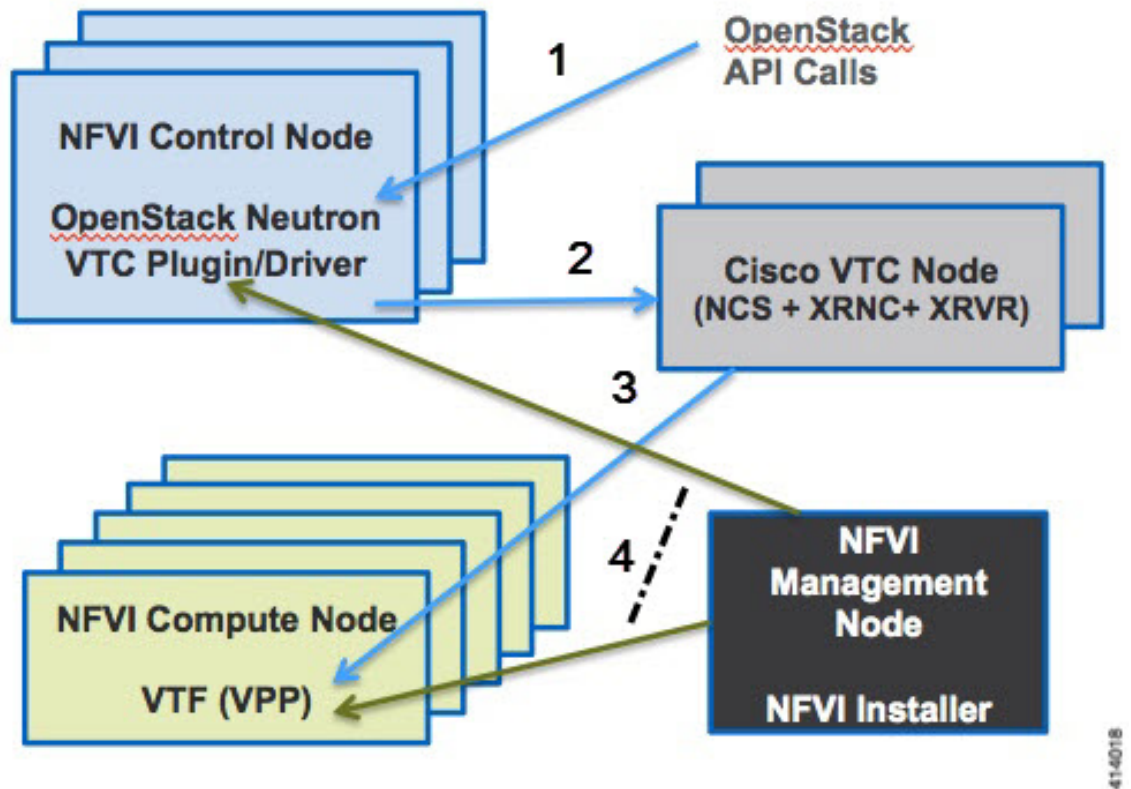 OpenStack
API Calls
1
NFVI Control Node
OpenStack Neutron
VTC Plugin/Driver
2
Cisco VTC Node
(NCS + XRNC+ XRVR)
3
4
NFVI Compute Node
VTF (VPP)
NFVI
Management
Node
NFVI Installer
414018